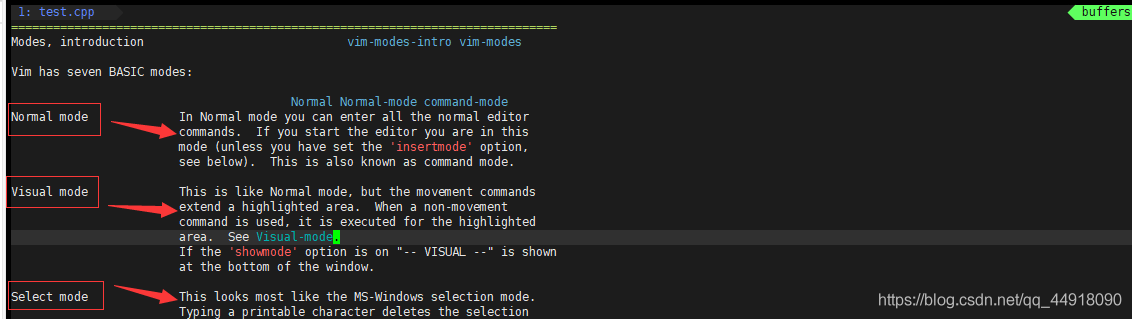 1: test.cpp buffers
==============================================================================
Modes, introduction vim-modes-intro vim-modes
Vim has seven BASIC modes:
Normal Normal-mode command-mode
Normal mode In Normal mode you can enter all the normal editor
commands. If you start the editor you are in this
mode (unless you have set the 'insertmode' option,
see below). This is also known as command mode.
Visual mode This is like Normal mode, but the movement commands
extend a highlighted area. When a non-movement
command is used, it is executed for the highlighted
area. See Visual-mode.
If the 'showmode' option is on "-- VISUAL --" is shown
at the bottom of the window.
Select mode This looks most like the MS-Windows selection mode.
Typing a printable character deletes the selection
https://blog.csdn.net/qq_44918090